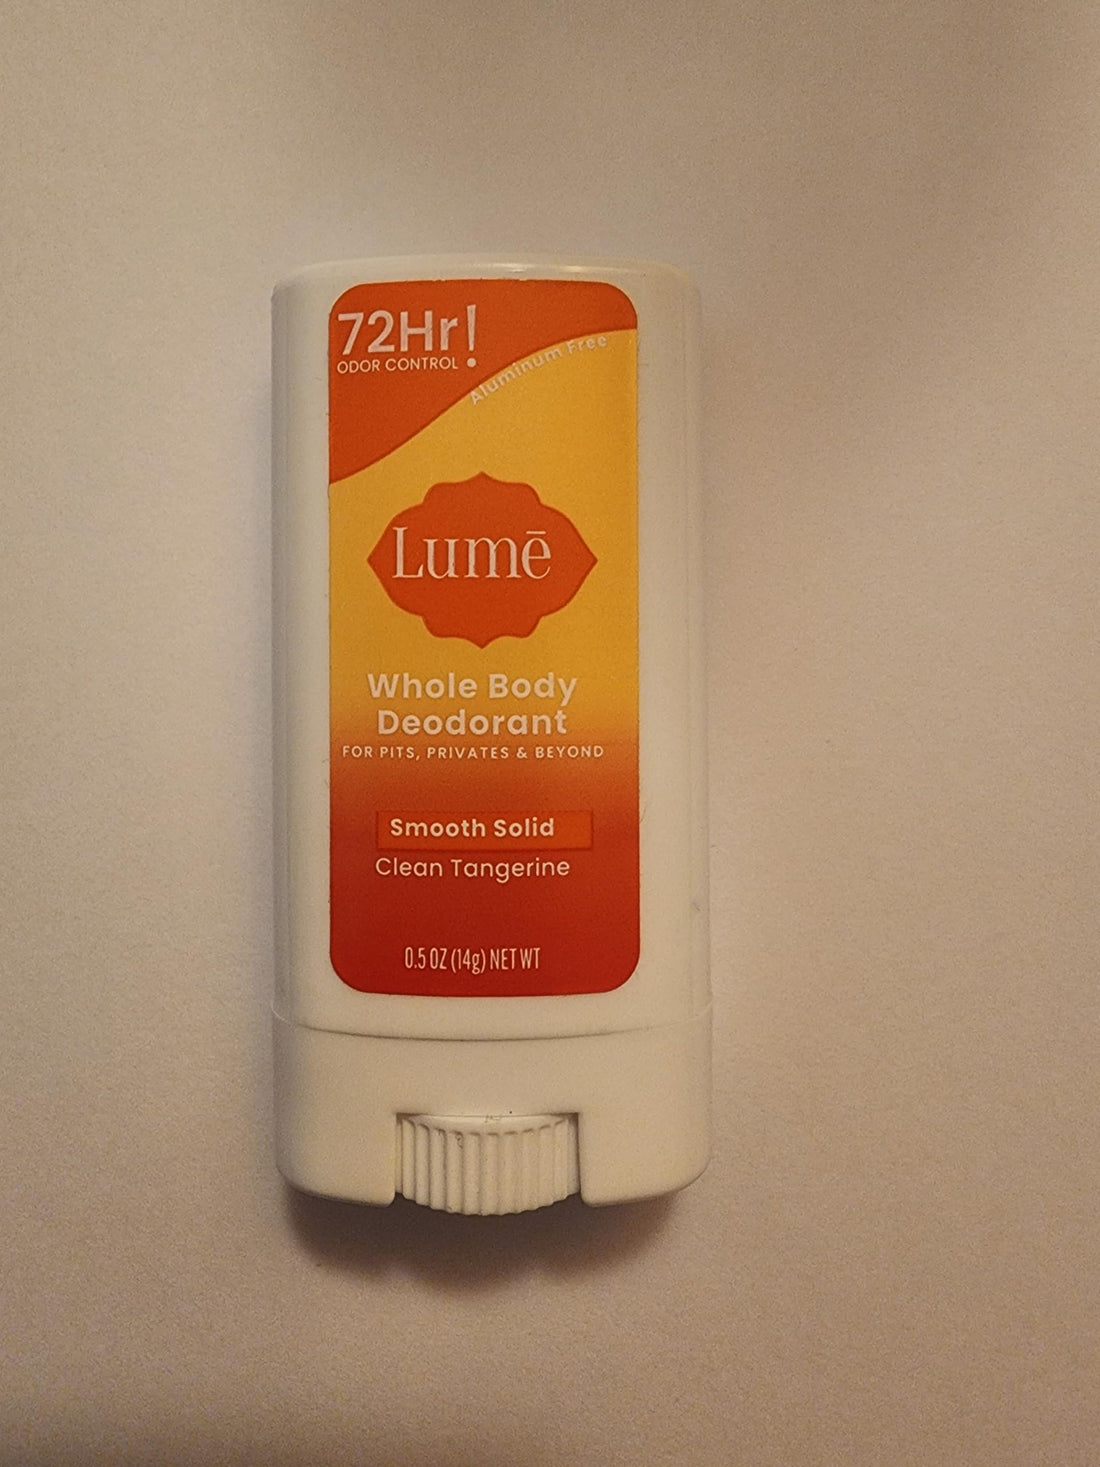 72Hr!
ODOR CONTROL
Aluminum Free
Lumē
Whole Body
Deodorant
FOR PITS, PRIVATES & BEYOND
Smooth Solid
Clean Tangerine
0.5 OZ (14g) NET WT